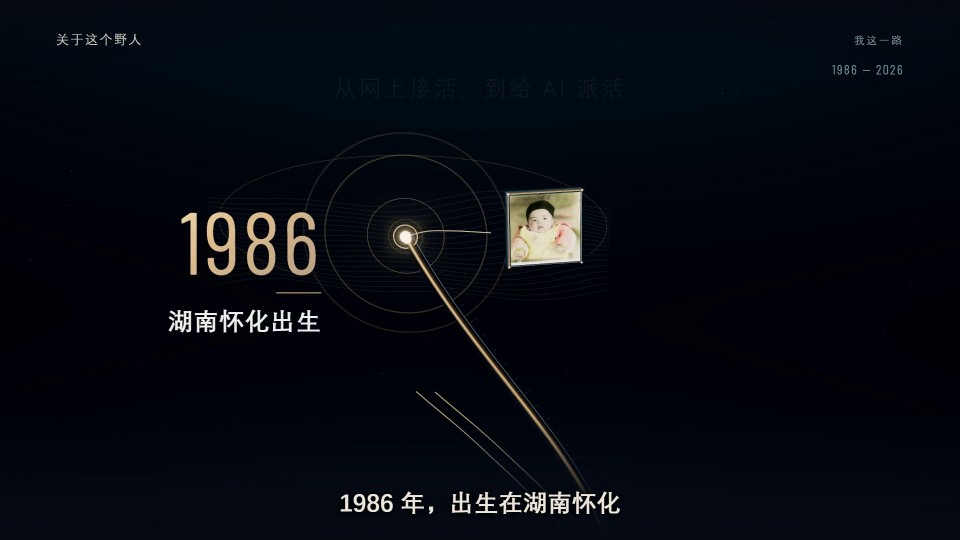 关于这个野人
我这一路
1986 — 2026
从网上接活，到给 AI 派活
1986
湖南怀化出生
1986 年，出生在湖南怀化